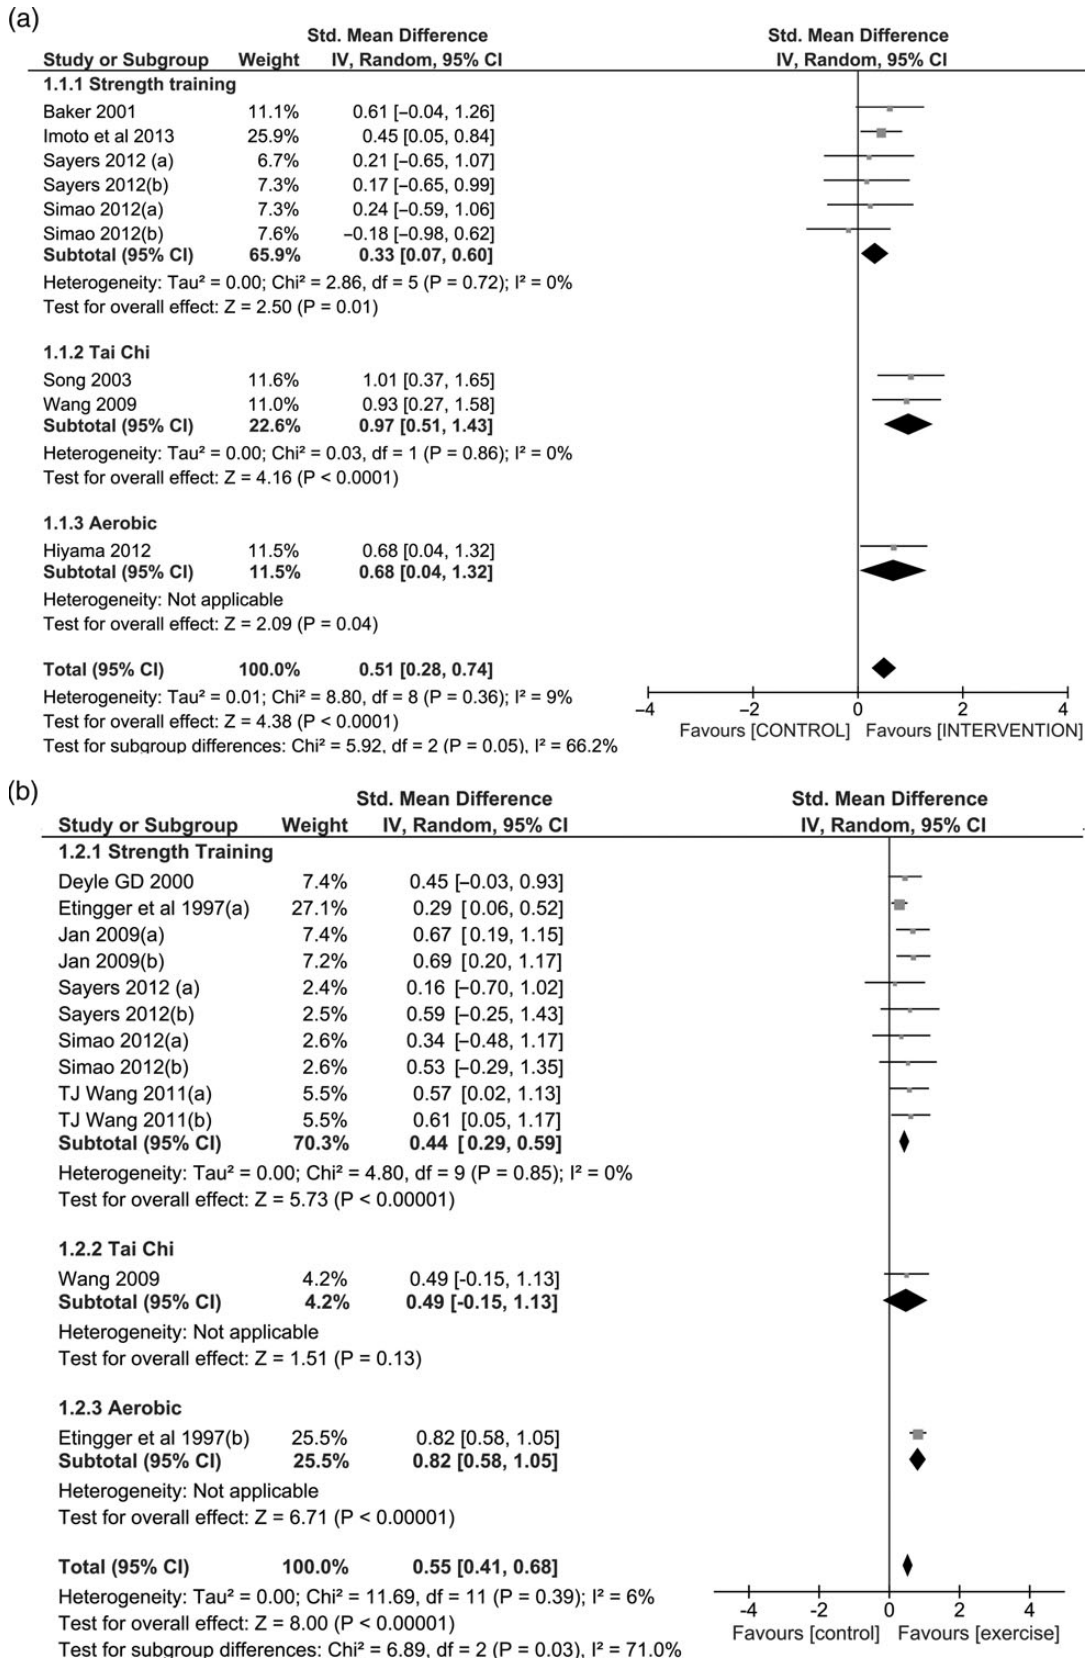 (a)
Std. Mean Difference Std. Mean Difference
Study or Subgroup Weight IV, Random, 95% CI IV, Random, 95% CI
1.1.1 Strength training
Baker 2001 11.1% 0.61 [–0.04, 1.26]
Imoto et al 2013 25.9% 0.45 [0.05, 0.84]
Sayers 2012 (a) 6.7% 0.21 [–0.65, 1.07]
Sayers 2012(b) 7.3% 0.17 [–0.65, 0.99]
Simao 2012(a) 7.3% 0.24 [–0.59, 1.06]
Simao 2012(b) 7.6% –0.18 [–0.98, 0.62]
Subtotal (95% CI) 65.9% 0.33 [0.07, 0.60]
Heterogeneity: Tau² = 0.00; Chi² = 2.86, df = 5 (P = 0.72); I² = 0%
Test for overall effect: Z = 2.50 (P = 0.01)
1.1.2 Tai Chi
Song 2003 11.6% 1.01 [0.37, 1.65]
Wang 2009 11.0% 0.93 [0.27, 1.58]
Subtotal (95% CI) 22.6% 0.97 [0.51, 1.43]
Heterogeneity: Tau² = 0.00; Chi² = 0.03, df = 1 (P = 0.86); I² = 0%
Test for overall effect: Z = 4.16 (P < 0.0001)
1.1.3 Aerobic
Hiyama 2012 11.5% 0.68 [0.04, 1.32]
Subtotal (95% CI) 11.5% 0.68 [0.04, 1.32]
Heterogeneity: Not applicable
Test for overall effect: Z = 2.09 (P = 0.04)
Total (95% CI) 100.0% 0.51 [0.28, 0.74]
Heterogeneity: Tau² = 0.01; Chi² = 8.80, df = 8 (P = 0.36); I² = 9%
Test for overall effect: Z = 4.38 (P < 0.0001)
Test for subgroup differences: Chi² = 5.92, df = 2 (P = 0.05), I² = 66.2%
–4 –2 0 2 4
Favours [CONTROL] Favours [INTERVENTION]
(b)
Std. Mean Difference Std. Mean Difference
Study or Subgroup Weight IV, Random, 95% CI IV, Random, 95% CI
1.2.1 Strength Training
Deyle GD 2000 7.4% 0.45 [–0.03, 0.93]
Etingger et al 1997(a) 27.1% 0.29 [0.06, 0.52]
Jan 2009(a) 7.4% 0.67 [0.19, 1.15]
Jan 2009(b) 7.2% 0.69 [0.20, 1.17]
Sayers 2012 (a) 2.4% 0.16 [–0.70, 1.02]
Sayers 2012(b) 2.5% 0.59 [–0.25, 1.43]
Simao 2012(a) 2.6% 0.34 [–0.48, 1.17]
Simao 2012(b) 2.6% 0.53 [–0.29, 1.35]
TJ Wang 2011(a) 5.5% 0.57 [0.02, 1.13]
TJ Wang 2011(b) 5.5% 0.61 [0.05, 1.17]
Subtotal (95% CI) 70.3% 0.44 [0.29, 0.59]
Heterogeneity: Tau² = 0.00; Chi² = 4.80, df = 9 (P = 0.85); I² = 0%
Test for overall effect: Z = 5.73 (P < 0.00001)
1.2.2 Tai Chi
Wang 2009 4.2% 0.49 [-0.15, 1.13]
Subtotal (95% CI) 4.2% 0.49 [-0.15, 1.13]
Heterogeneity: Not applicable
Test for overall effect: Z = 1.51 (P = 0.13)
1.2.3 Aerobic
Etingger et al 1997(b) 25.5% 0.82 [0.58, 1.05]
Subtotal (95% CI) 25.5% 0.82 [0.58, 1.05]
Heterogeneity: Not applicable
Test for overall effect: Z = 6.71 (P < 0.00001)
Total (95% CI) 100.0% 0.55 [0.41, 0.68]
Heterogeneity: Tau² = 0.00; Chi² = 11.69, df = 11 (P = 0.39); I² = 6%
Test for overall effect: Z = 8.00 (P < 0.00001)
Test for subgroup differences: Chi² = 6.89, df = 2 (P = 0.03), I² = 71.0%
-4 -2 0 2 4
Favours [control] Favours [exercise]